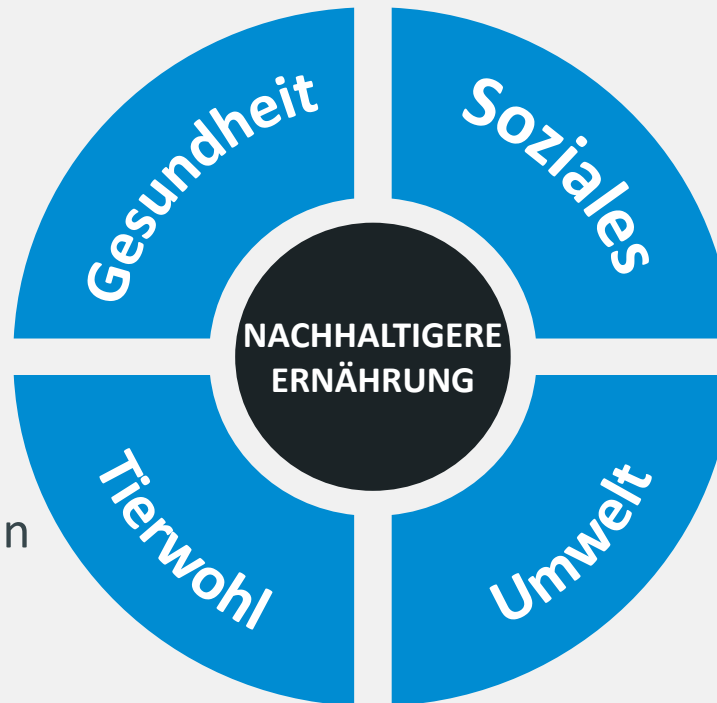 Gesundheit
Soziales
NACHHALTIGERE
ERNÄHRUNG
n
Tierwohl
Umwelt